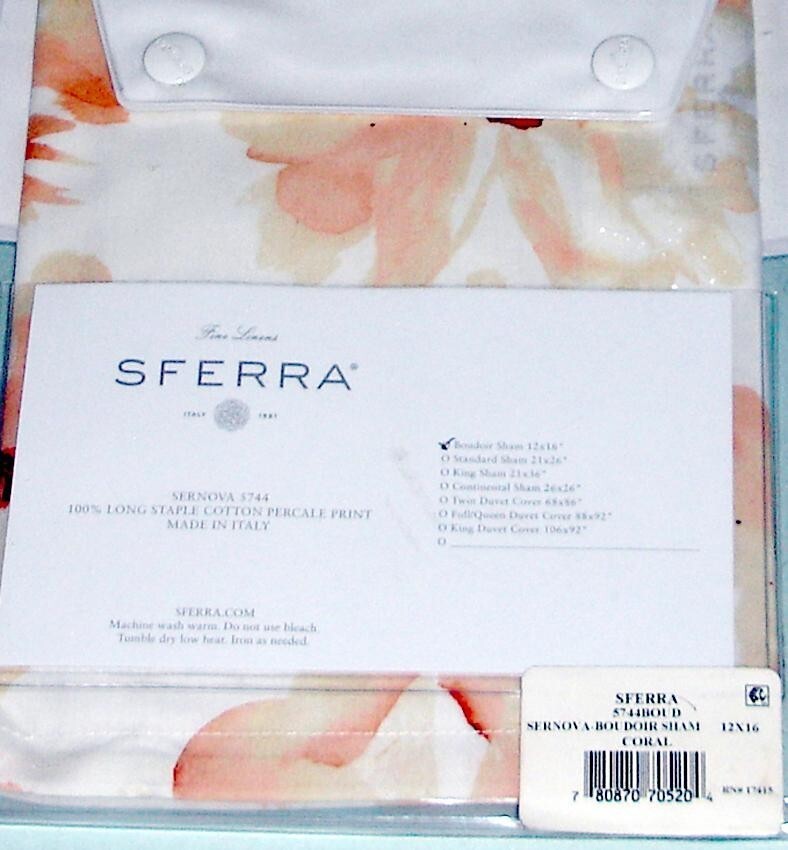 SFERRA
Fine Linens
SFERRA®
ITALY 1891
SERNOVA 5744
100% LONG STAPLE COTTON PERCALE PRINT
MADE IN ITALY
SFERRA.COM
Machine wash warm. Do not use bleach.
Tumble dry low heat. Iron as needed.
Boudoir Sham 12x16"
O Standard Sham 21x26"
O King Sham 21x36"
O Continental Sham 26x26"
O Twin Duvet Cover 68x86"
O Full/Queen Duvet Cover 88x92"
O King Duvet Cover 106x92"
O
SFERRA
5744BOUD
SERNOVA-BOUDOIR SHAM 12X16
CORAL
7 80870 70520 4
RN# 17415